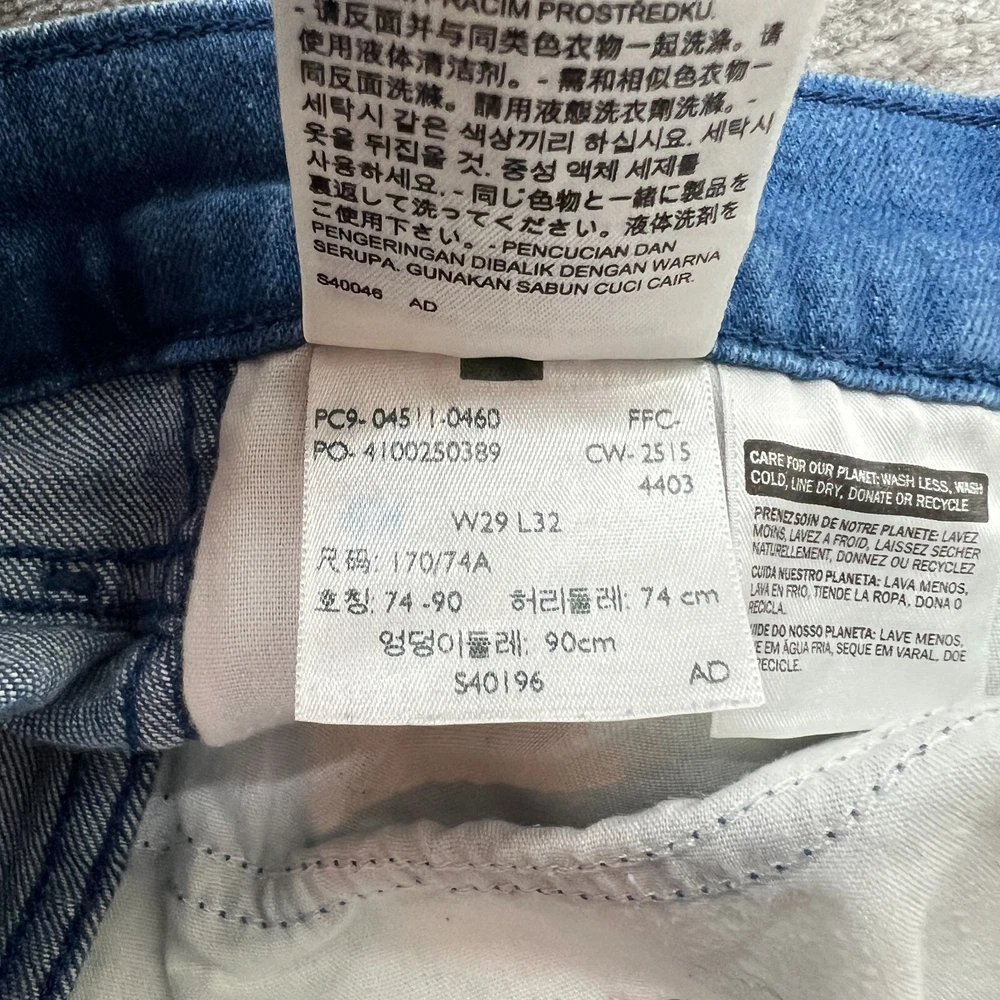 RACIM PROSTŘEDKU.
- 请反面并与同类色衣物一起洗涤。请
使用液体清洁剂。- 需和相似色衣物一
同反面洗滌。請用液態洗衣劑洗滌。-
세탁시 같은 색상끼리 하십시요. 세탁시
옷을 뒤집을 것. 중성 액체 세제를
사용하세요. - 同じ色物と一緒に製品を
裏返して洗ってください。液体洗剤を
ご使用下さい。- PENCUCIAN DAN
PENGERINGAN DIBALIK DENGAN WARNA
SERUPA. GUNAKAN SABUN CUCI CAIR.
S40046 AD
PC9-04511-0460 FFC-
PO-4100250389 CW-2515
4403
W29 L32
尺码: 170/74A
호칭: 74-90 허리둘레: 74 cm
엉덩이둘레: 90cm
S40196 AD
CARE FOR OUR PLANET: WASH LESS, WASH
COLD, LINE DRY, DONATE OR RECYCLE
PRENEZ SOIN DE NOTRE PLANETE: LAVEZ
MOINS, LAVEZ A FROID, LAISSEZ SECHER
NATURELLEMENT, DONNEZ OU RECYCLEZ
CUIDA NUESTRO PLANETA: LAVA MENOS,
LAVA EN FRIO, TIENDE LA ROPA. DONA O
RECICLA.
IDE DO NOSSO PLANETA: LAVE MENOS,
E EM ÁGUA FRIA, SEQUE EM VARAL, DOE
RECICLE.